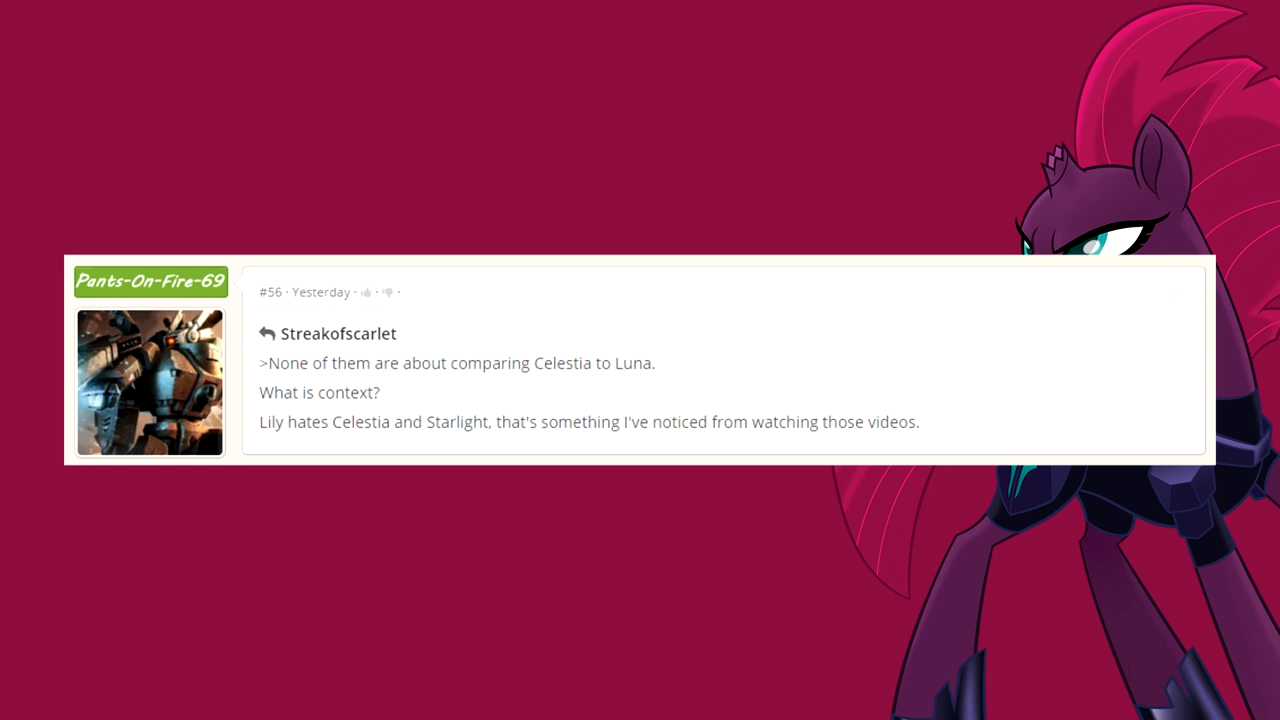 Pants-On-Fire-69
#56 · Yesterday · ·
Streakofscarlet
>None of them are about comparing Celestia to Luna.
What is context?
Lily hates Celestia and Starlight, that's something I've noticed from watching those videos.